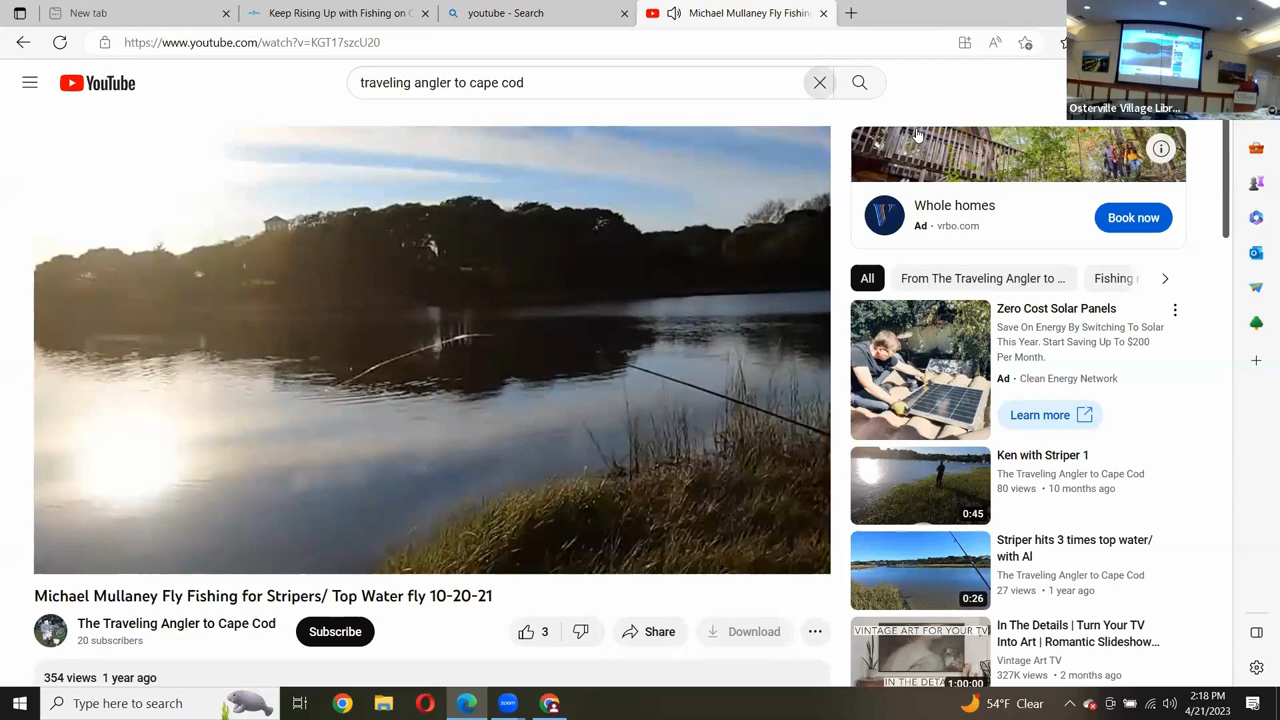 New tab
Keep Rising Up with Fishing on C
youtube - Search
Michael Mullaney Fly Fishin
https://www.youtube.com/watch?v=KGT17szcU20
Osterville Village Libr...
YouTube
traveling angler to cape cod
Whole homes
Ad · vrbo.com
Book now
All
From The Traveling Angler to ...
Fishing
Zero Cost Solar Panels
Save On Energy By Switching To Solar
This Year. Start Saving Up To $200
Per Month.
Ad · Clean Energy Network
Learn more
Ken with Striper 1
The Traveling Angler to Cape Cod
80 views · 10 months ago
0:45
Striper hits 3 times top water/
with Al
The Traveling Angler to Cape Cod
27 views · 1 year ago
0:26
VINTAGE ART FOR YOUR TV
IN THE DETA
1:00:00
In The Details | Turn Your TV
Into Art | Romantic Slideshow...
Vintage Art TV
327K views · 2 months ago
Michael Mullaney Fly Fishing for Stripers/ Top Water fly 10-20-21
The Traveling Angler to Cape Cod
20 subscribers
Subscribe
3
Share
Download
354 views 1 year ago
Type here to search
zoom
54°F Clear
2:18 PM
4/21/2023